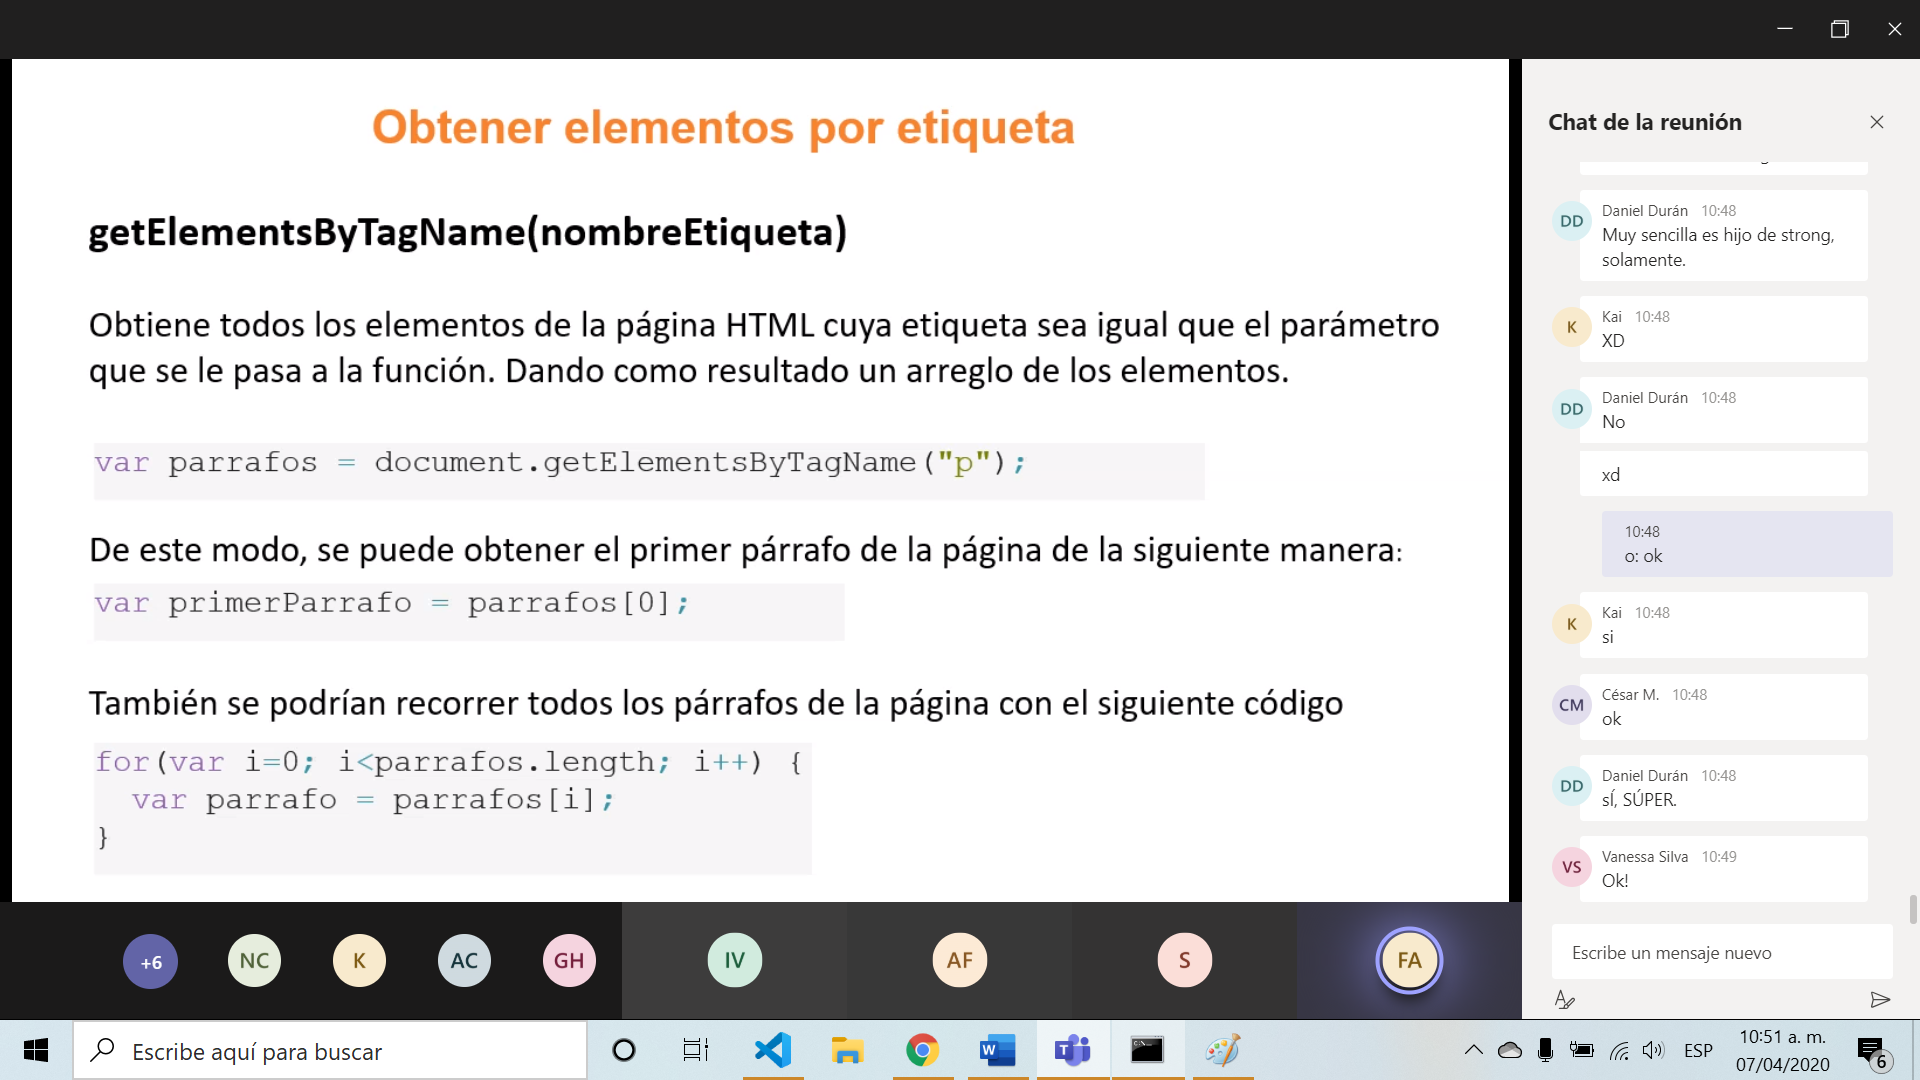 Obtener elementos por etiqueta
getElementsByTagName(nombreEtiqueta)
Obtiene todos los elementos de la página HTML cuya etiqueta sea igual que el parámetro
que se le pasa a la función. Dando como resultado un arreglo de los elementos.
var parrafos = document.getElementsByTagName("p");
De este modo, se puede obtener el primer párrafo de la página de la siguiente manera:
var primerParrafo = parrafos[0];
También se podrían recorrer todos los párrafos de la página con el siguiente código
for(var i=0; i<parrafos.length; i++) {
var parrafo = parrafos[i];
}
Chat de la reunión
DD
Daniel Durán 10:48
Muy sencilla es hijo de strong,
solamente.
K
Kai 10:48
XD
DD
Daniel Durán 10:48
No
xd
10:48
o: ok
K
Kai 10:48
si
CM
César M. 10:48
ok
DD
Daniel Durán 10:48
sÍ, SÚPER.
VS
Vanessa Silva 10:49
Ok!
Escribe un mensaje nuevo
+6 NC K AC GH IV AF S FA
Escribe aquí para buscar
ESP
10:51 a. m.
07/04/2020
6